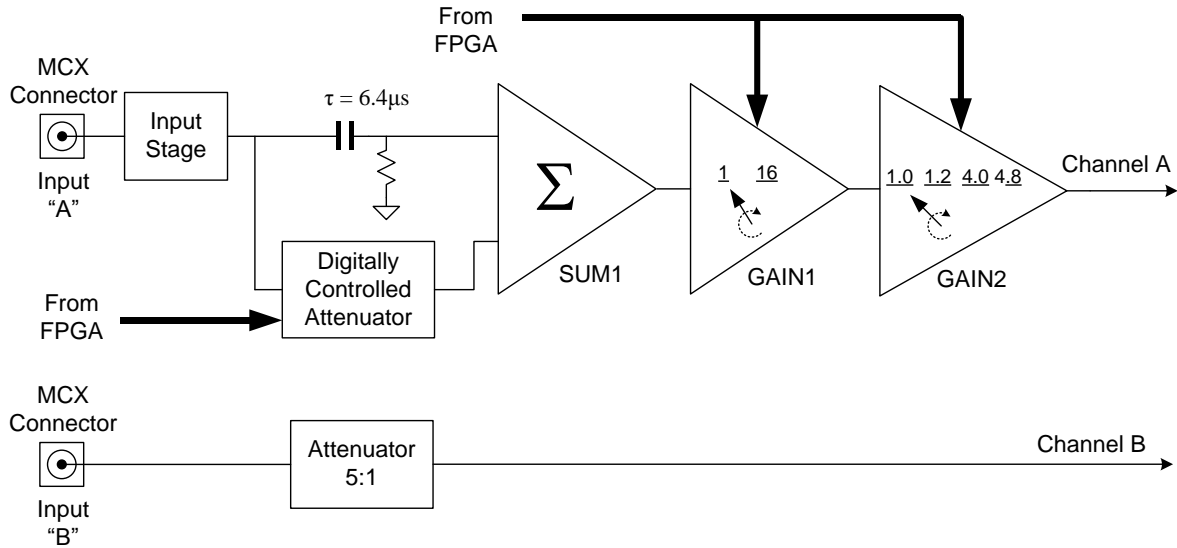 From
FPGA
MCX
Connector
Input
"A"
Input
Stage
τ = 6.4μs
Digitally
Controlled
Attenuator
From
FPGA
Σ
SUM1
1 16
GAIN1
1.0 1.2 4.0 4.8
GAIN2
Channel A
MCX
Connector
Input
“B”
Attenuator
5:1
Channel B